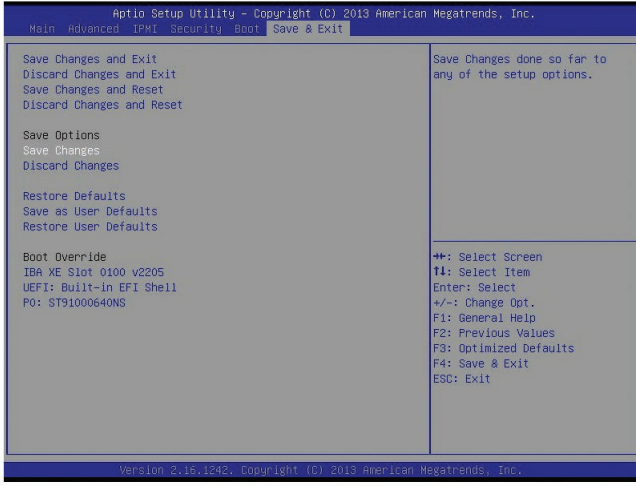 Aptio Setup Utility – Copyright (C) 2013 American Megatrends, Inc.
Main Advanced IPMI Security Boot Save & Exit
Save Changes and Exit
Discard Changes and Exit
Save Changes and Reset
Discard Changes and Reset
Save Options
Save Changes
Discard Changes
Restore Defaults
Save as User Defaults
Restore User Defaults
Boot Override
IBA XE Slot 0100 v2205
UEFI: Built-in EFI Shell
P0: ST91000640NS
Save Changes done so far to
any of the setup options.
→←: Select Screen
↑↓: Select Item
Enter: Select
+/-: Change Opt.
F1: General Help
F2: Previous Values
F3: Optimized Defaults
F4: Save & Exit
ESC: Exit
Version 2.16.1242. Copyright (C) 2013 American Megatrends, Inc.